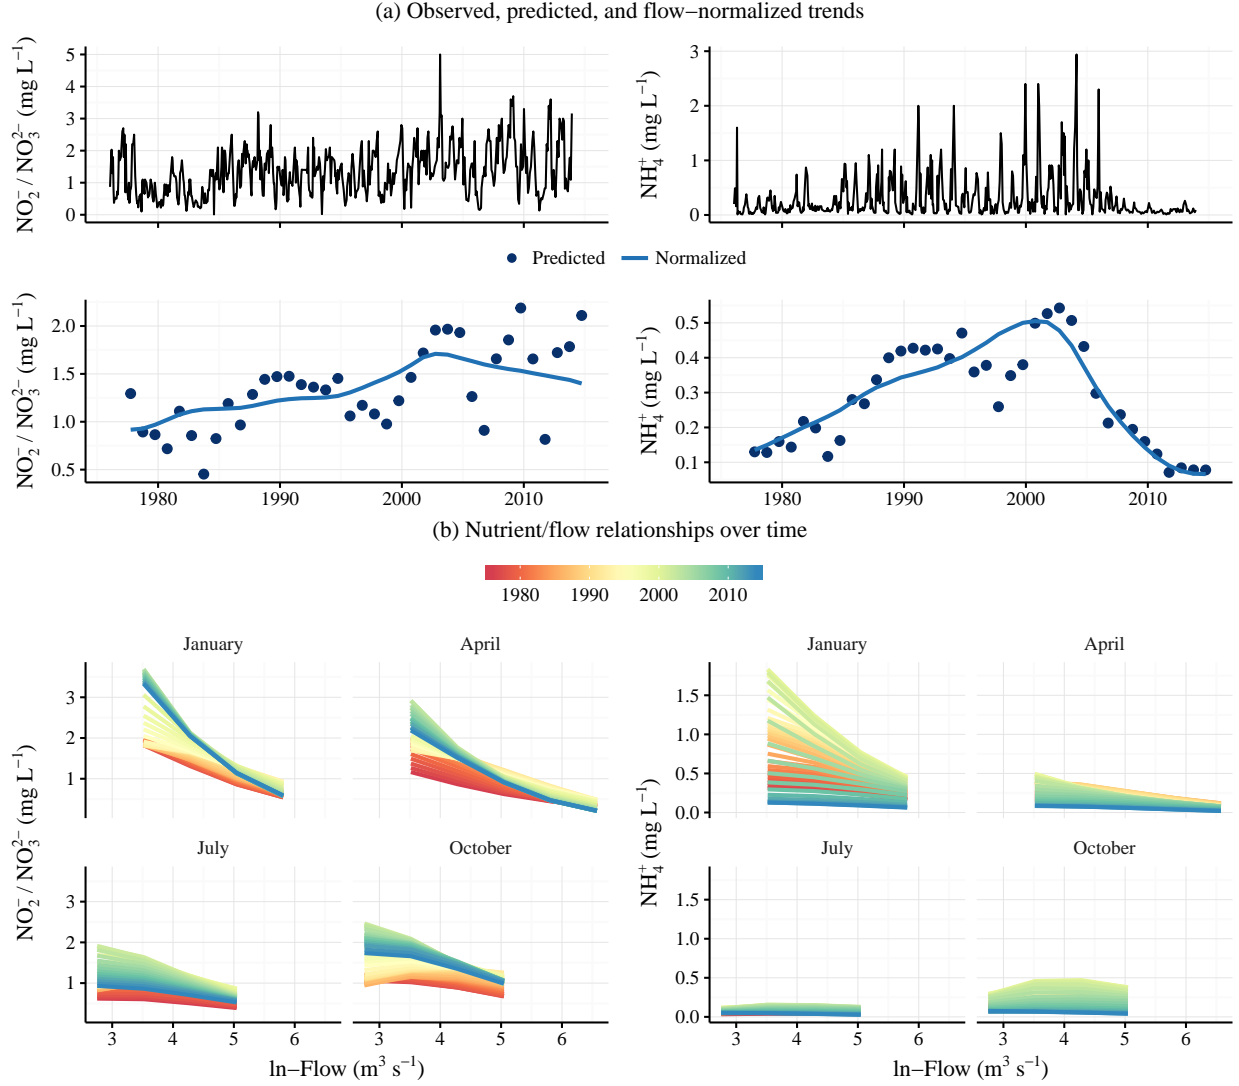 (a) Observed, predicted, and flow−normalized trends
NO2− / NO32− (mg L−1)
5
4
3
2
1
0
NH4+ (mg L−1)
3
2
1
0
Predicted
Normalized
NO2− / NO32− (mg L−1)
2.0
1.5
1.0
0.5
1980 1990 2000 2010
NH4+ (mg L−1)
0.5
0.4
0.3
0.2
0.1
1980 1990 2000 2010
(b) Nutrient/flow relationships over time
1980 1990 2000 2010
NO2− / NO32− (mg L−1)
January April
3
2
1
July October
3
2
1
3 4 5 6 3 4 5 6
ln−Flow (m3 s−1)
NH4+ (mg L−1)
January April
1.5
1.0
0.5
0.0
July October
1.5
1.0
0.5
0.0
3 4 5 6 3 4 5 6
ln−Flow (m3 s−1)